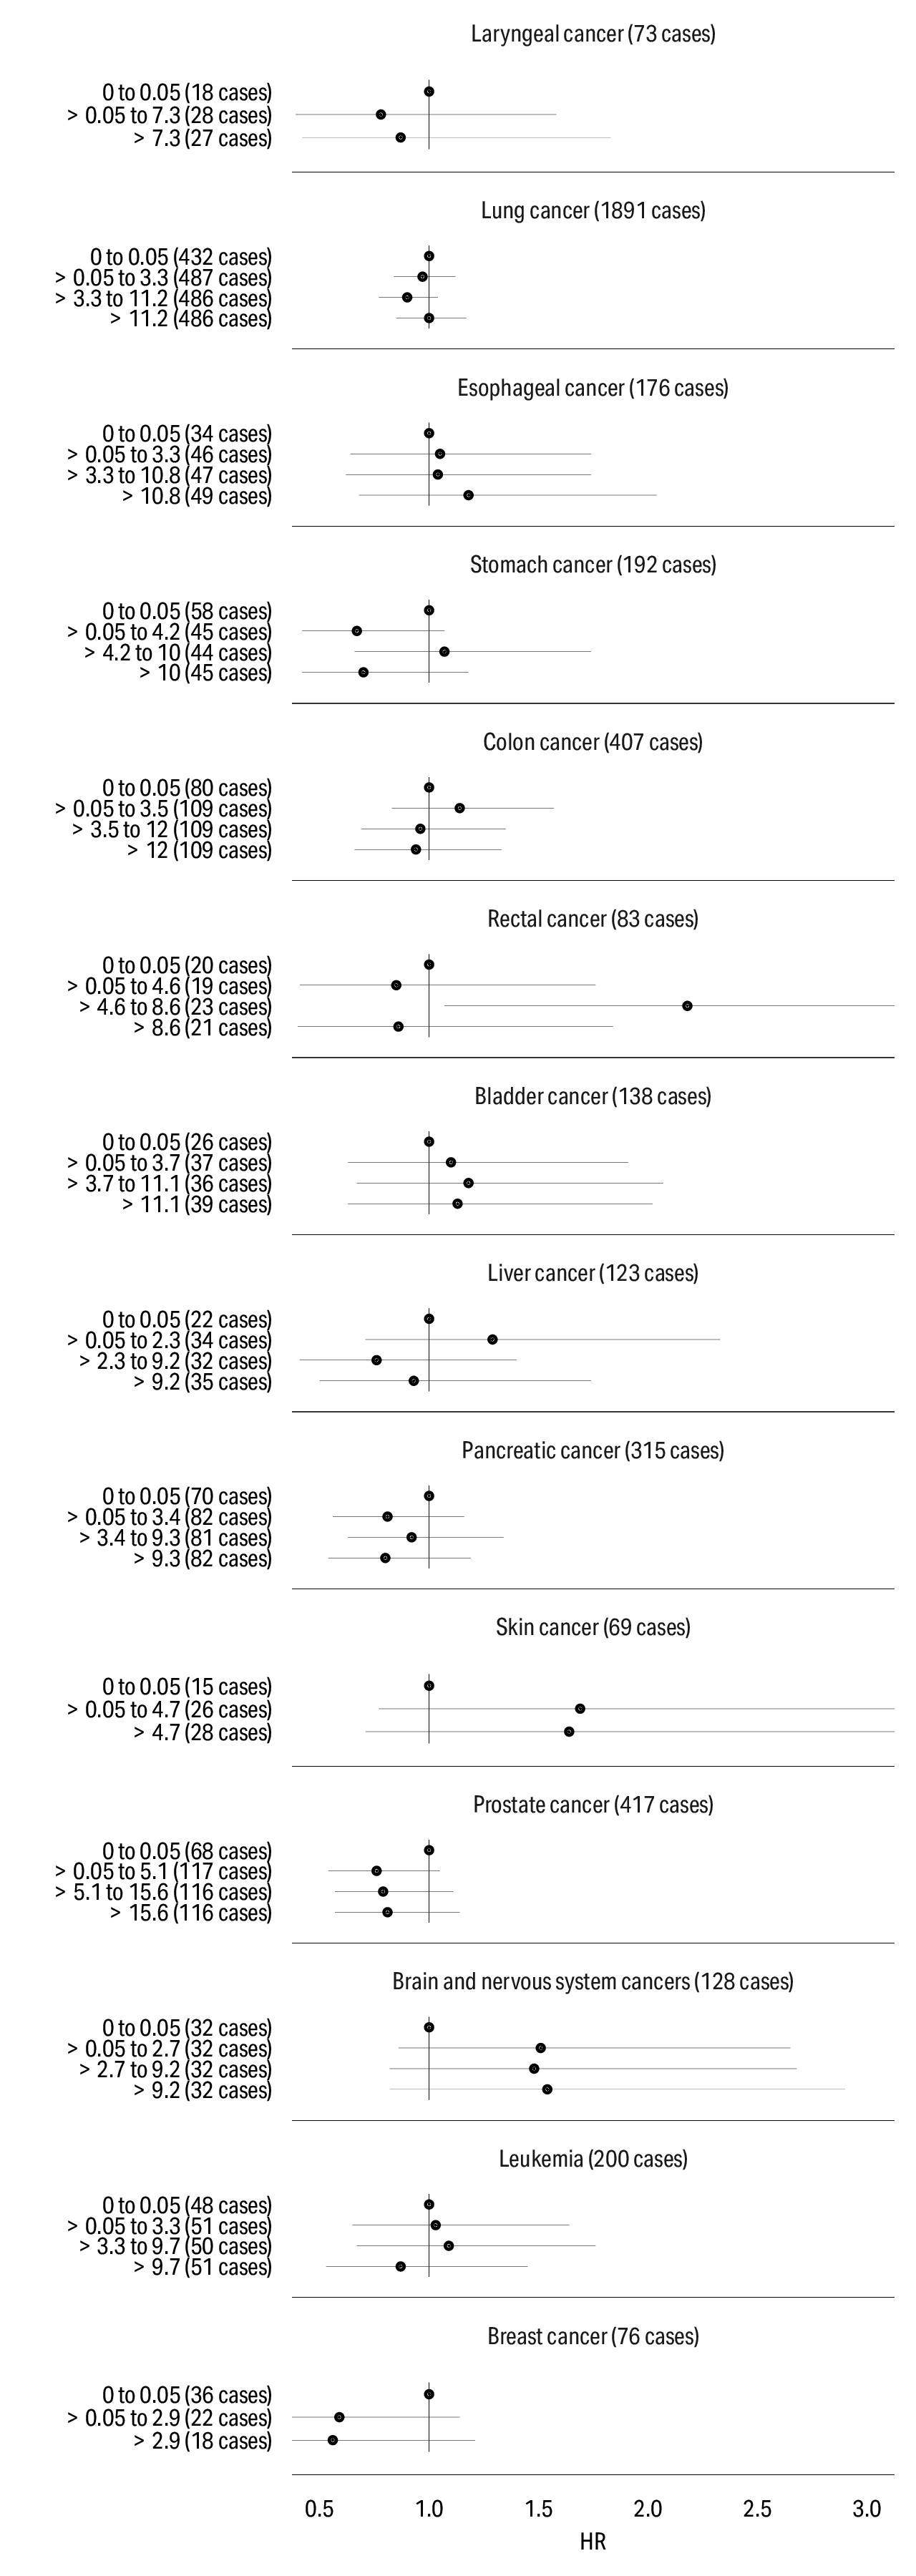 Laryngeal cancer (73 cases)
0 to 0.05 (18 cases)
> 0.05 to 7.3 (28 cases)
> 7.3 (27 cases)
Lung cancer (1891 cases)
0 to 0.05 (432 cases)
> 0.05 to 3.3 (487 cases)
> 3.3 to 11.2 (486 cases)
> 11.2 (486 cases)
Esophageal cancer (176 cases)
0 to 0.05 (34 cases)
> 0.05 to 3.3 (46 cases)
> 3.3 to 10.8 (47 cases)
> 10.8 (49 cases)
Stomach cancer (192 cases)
0 to 0.05 (58 cases)
> 0.05 to 4.2 (45 cases)
> 4.2 to 10 (44 cases)
> 10 (45 cases)
Colon cancer (407 cases)
0 to 0.05 (80 cases)
> 0.05 to 3.5 (109 cases)
> 3.5 to 12 (109 cases)
> 12 (109 cases)
Rectal cancer (83 cases)
0 to 0.05 (20 cases)
> 0.05 to 4.6 (19 cases)
> 4.6 to 8.6 (23 cases)
> 8.6 (21 cases)
Bladder cancer (138 cases)
0 to 0.05 (26 cases)
> 0.05 to 3.7 (37 cases)
> 3.7 to 11.1 (36 cases)
> 11.1 (39 cases)
Liver cancer (123 cases)
0 to 0.05 (22 cases)
> 0.05 to 2.3 (34 cases)
> 2.3 to 9.2 (32 cases)
> 9.2 (35 cases)
Pancreatic cancer (315 cases)
0 to 0.05 (70 cases)
> 0.05 to 3.4 (82 cases)
> 3.4 to 9.3 (81 cases)
> 9.3 (82 cases)
Skin cancer (69 cases)
0 to 0.05 (15 cases)
> 0.05 to 4.7 (26 cases)
> 4.7 (28 cases)
Prostate cancer (417 cases)
0 to 0.05 (68 cases)
> 0.05 to 5.1 (117 cases)
> 5.1 to 15.6 (116 cases)
> 15.6 (116 cases)
Brain and nervous system cancers (128 cases)
0 to 0.05 (32 cases)
> 0.05 to 2.7 (32 cases)
> 2.7 to 9.2 (32 cases)
> 9.2 (32 cases)
Leukemia (200 cases)
0 to 0.05 (48 cases)
> 0.05 to 3.3 (51 cases)
> 3.3 to 9.7 (50 cases)
> 9.7 (51 cases)
Breast cancer (76 cases)
0 to 0.05 (36 cases)
> 0.05 to 2.9 (22 cases)
> 2.9 (18 cases)
0.5 1.0 1.5 2.0 2.5 3.0
HR